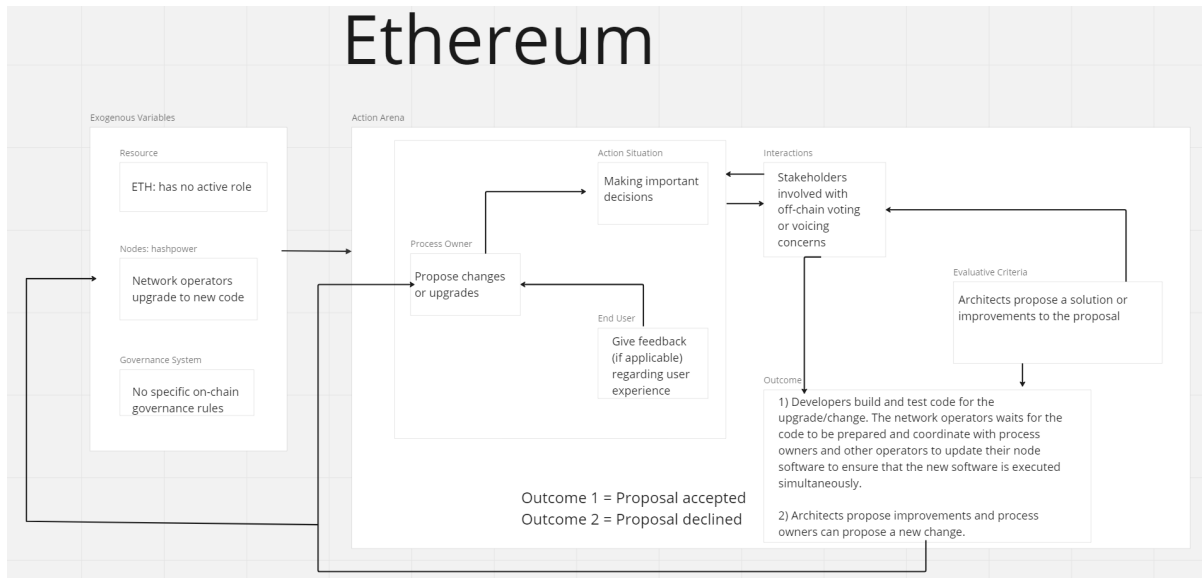 Ethereum
Exogenous Variables
Resource
ETH: has no active role
Nodes: hashpower
Network operators
upgrade to new code
Governance System
No specific on-chain
governance rules
Action Arena
Action Situation
Making important
decisions
Process Owner
Propose changes
or upgrades
End User
Give feedback
(if applicable)
regarding user
experience
Interactions
Stakeholders
involved with
off-chain voting
or voicing
concerns
Evaluative Criteria
Architects propose a solution or
improvements to the proposal
Outcome
1) Developers build and test code for the
upgrade/change. The network operators waits for the
code to be prepared and coordinate with process
owners and other operators to update their node
software to ensure that the new software is executed
simultaneously.
2) Architects propose improvements and process
owners can propose a new change.
Outcome 1 = Proposal accepted
Outcome 2 = Proposal declined